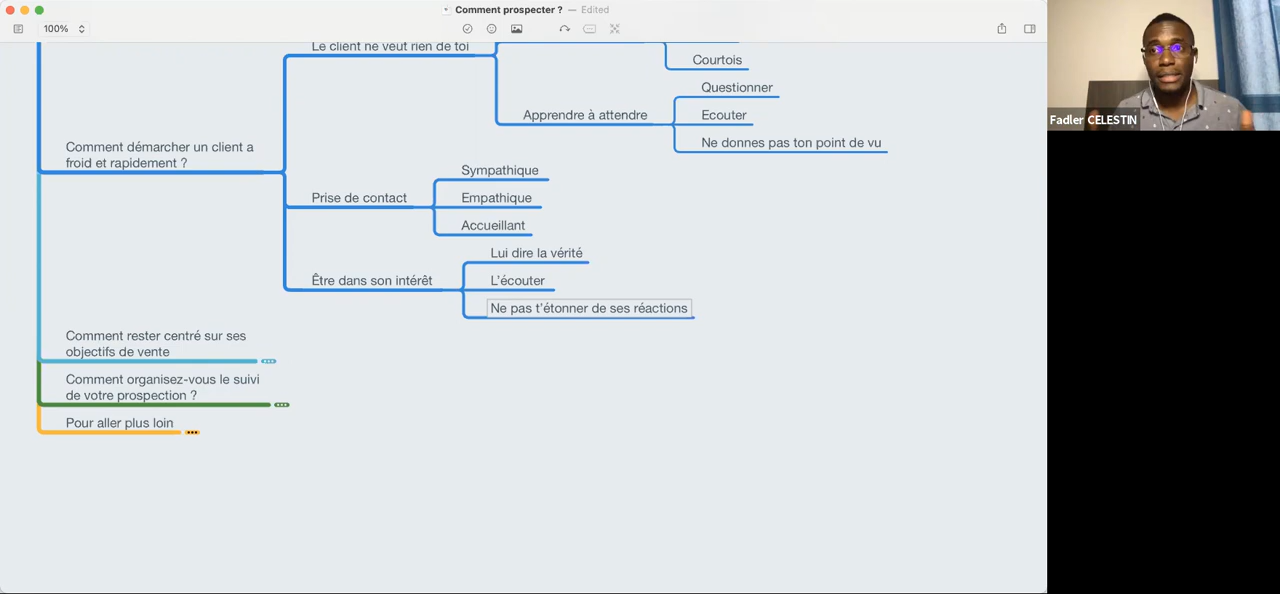 Comment prospecter ? — Edited
100%
Le client ne veut rien de toi
Courtois
Questionner
Apprendre à attendre
Ecouter
Ne donnes pas ton point de vu
Comment démarcher un client a
froid et rapidement ?
Sympathique
Prise de contact
Empathique
Accueillant
Lui dire la vérité
Être dans son intérêt
L'écouter
Ne pas t'étonner de ses réactions
Comment rester centré sur ses
objectifs de vente
Comment organisez-vous le suivi
de votre prospection ?
Pour aller plus loin
Fadler CELESTIN